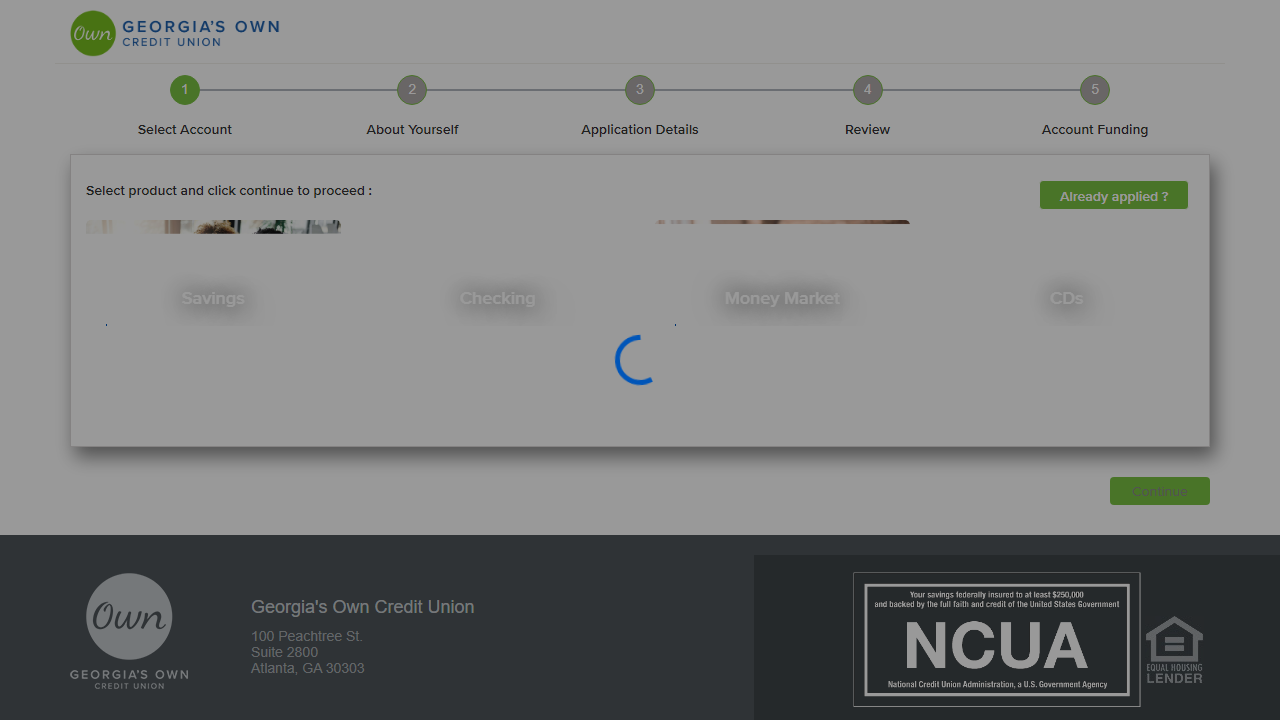 Own
GEORGIA'S OWN
CREDIT UNION
1
2
3
4
5
Select Account
About Yourself
Application Details
Review
Account Funding
Select product and click continue to proceed :
Already applied ?
Savings
Checking
Money Market
CDs
Continue
Own
GEORGIA'S OWN
CREDIT UNION
Georgia's Own Credit Union
100 Peachtree St.
Suite 2800
Atlanta, GA 30303
Your savings federally insured to at least $250,000
and backed by the full faith and credit of the United States Government
NCUA
National Credit Union Administration, a U.S. Government Agency
EQUAL HOUSING
LENDER